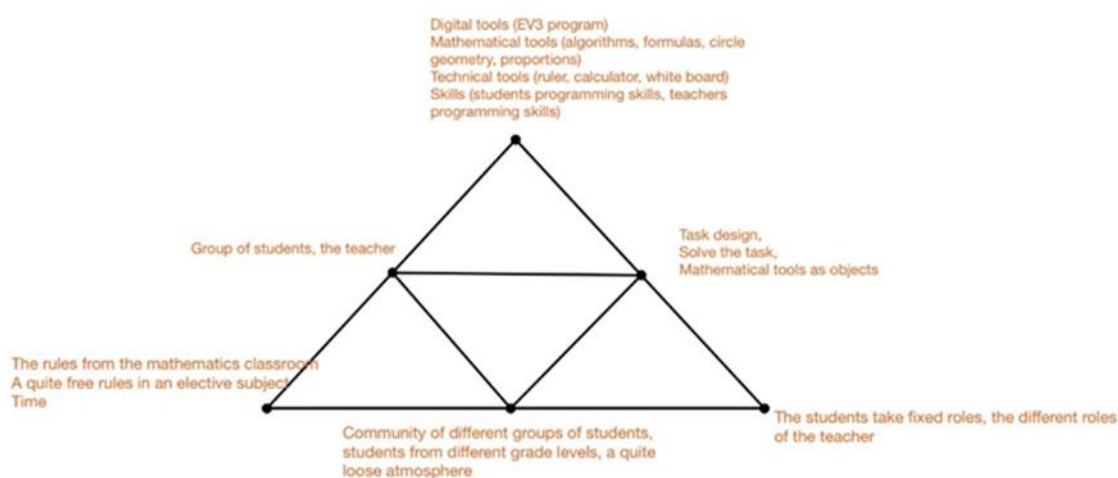 Digital tools (EV3 program)
Mathematical tools (algorithms, formulas, circle
geometry, proportions)
Technical tools (ruler, calculator, white board)
Skills (students programming skills, teachers
programming skills)
Group of students, the teacher
Task design,
Solve the task,
Mathematical tools as objects
The rules from the mathematics classroom
A quite free rules in an elective subject
Time
Community of different groups of students,
students from different grade levels, a quite
loose atmosphere
The students take fixed roles, the different roles
of the teacher